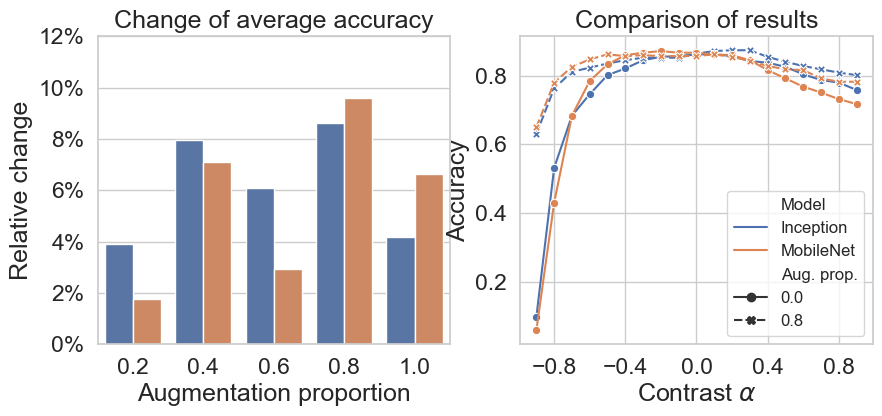 Change of average accuracy
12%
10%
8%
6%
4%
2%
0%
Relative change
0.2 0.4 0.6 0.8 1.0
Augmentation proportion
Comparison of results
0.8
0.6
0.4
0.2
Accuracy
Model
Inception
MobileNet
Aug. prop.
0.0
0.8
−0.8 −0.4 0.0 0.4 0.8
Contrast α